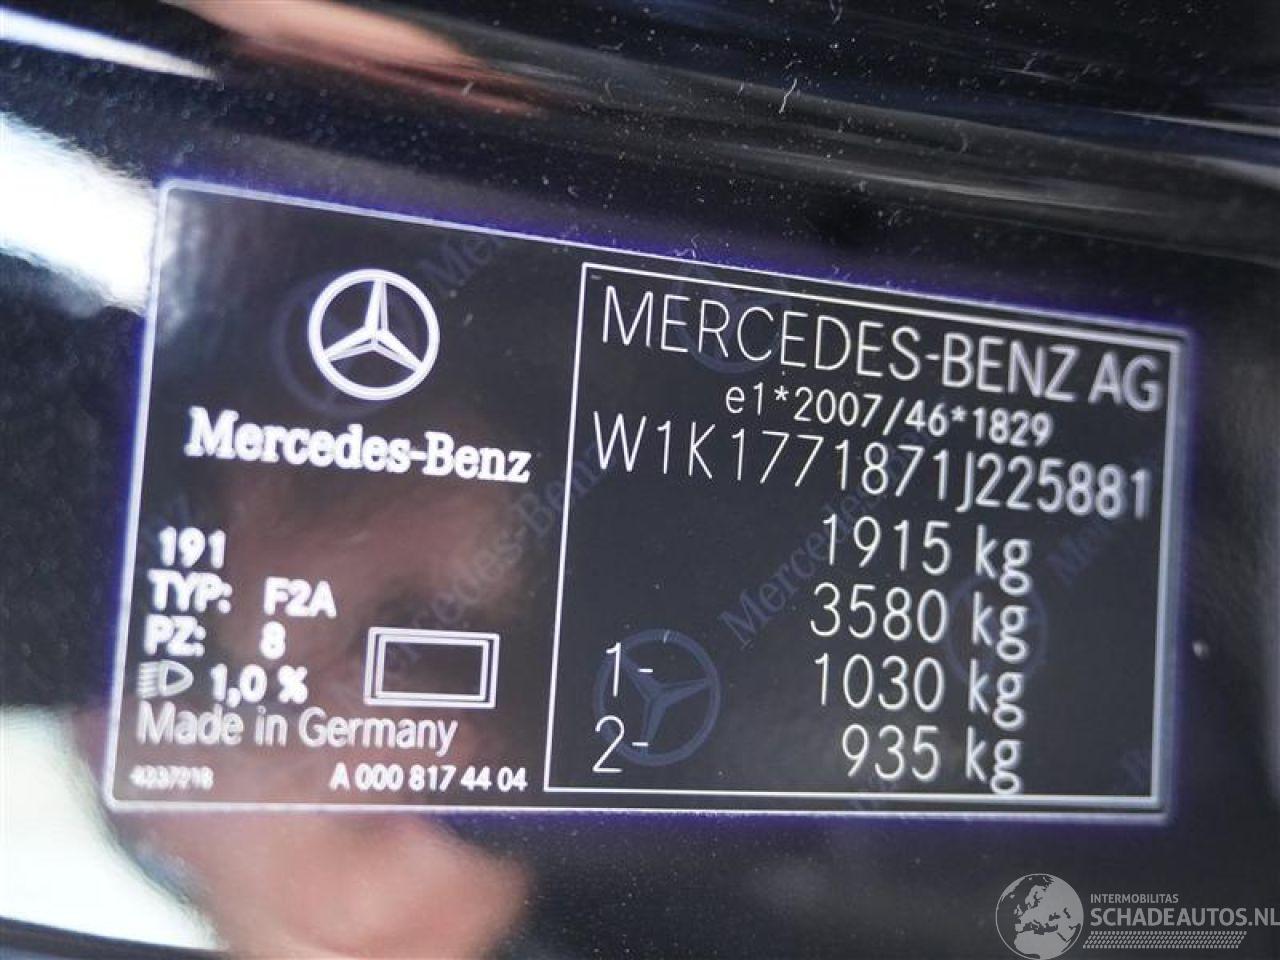 Mercedes-Benz
191
TYP: F2A
PZ: 8
1,0 %
Made in Germany
4237218
A 000 817 44 04
MERCEDES-BENZ AG
e1*2007/46*1829
W1K1771871J225881
1915 kg
3580 kg
1- 1030 kg
2- 935 kg
INTERMOBILITAS
SCHADEAUTOS.NL